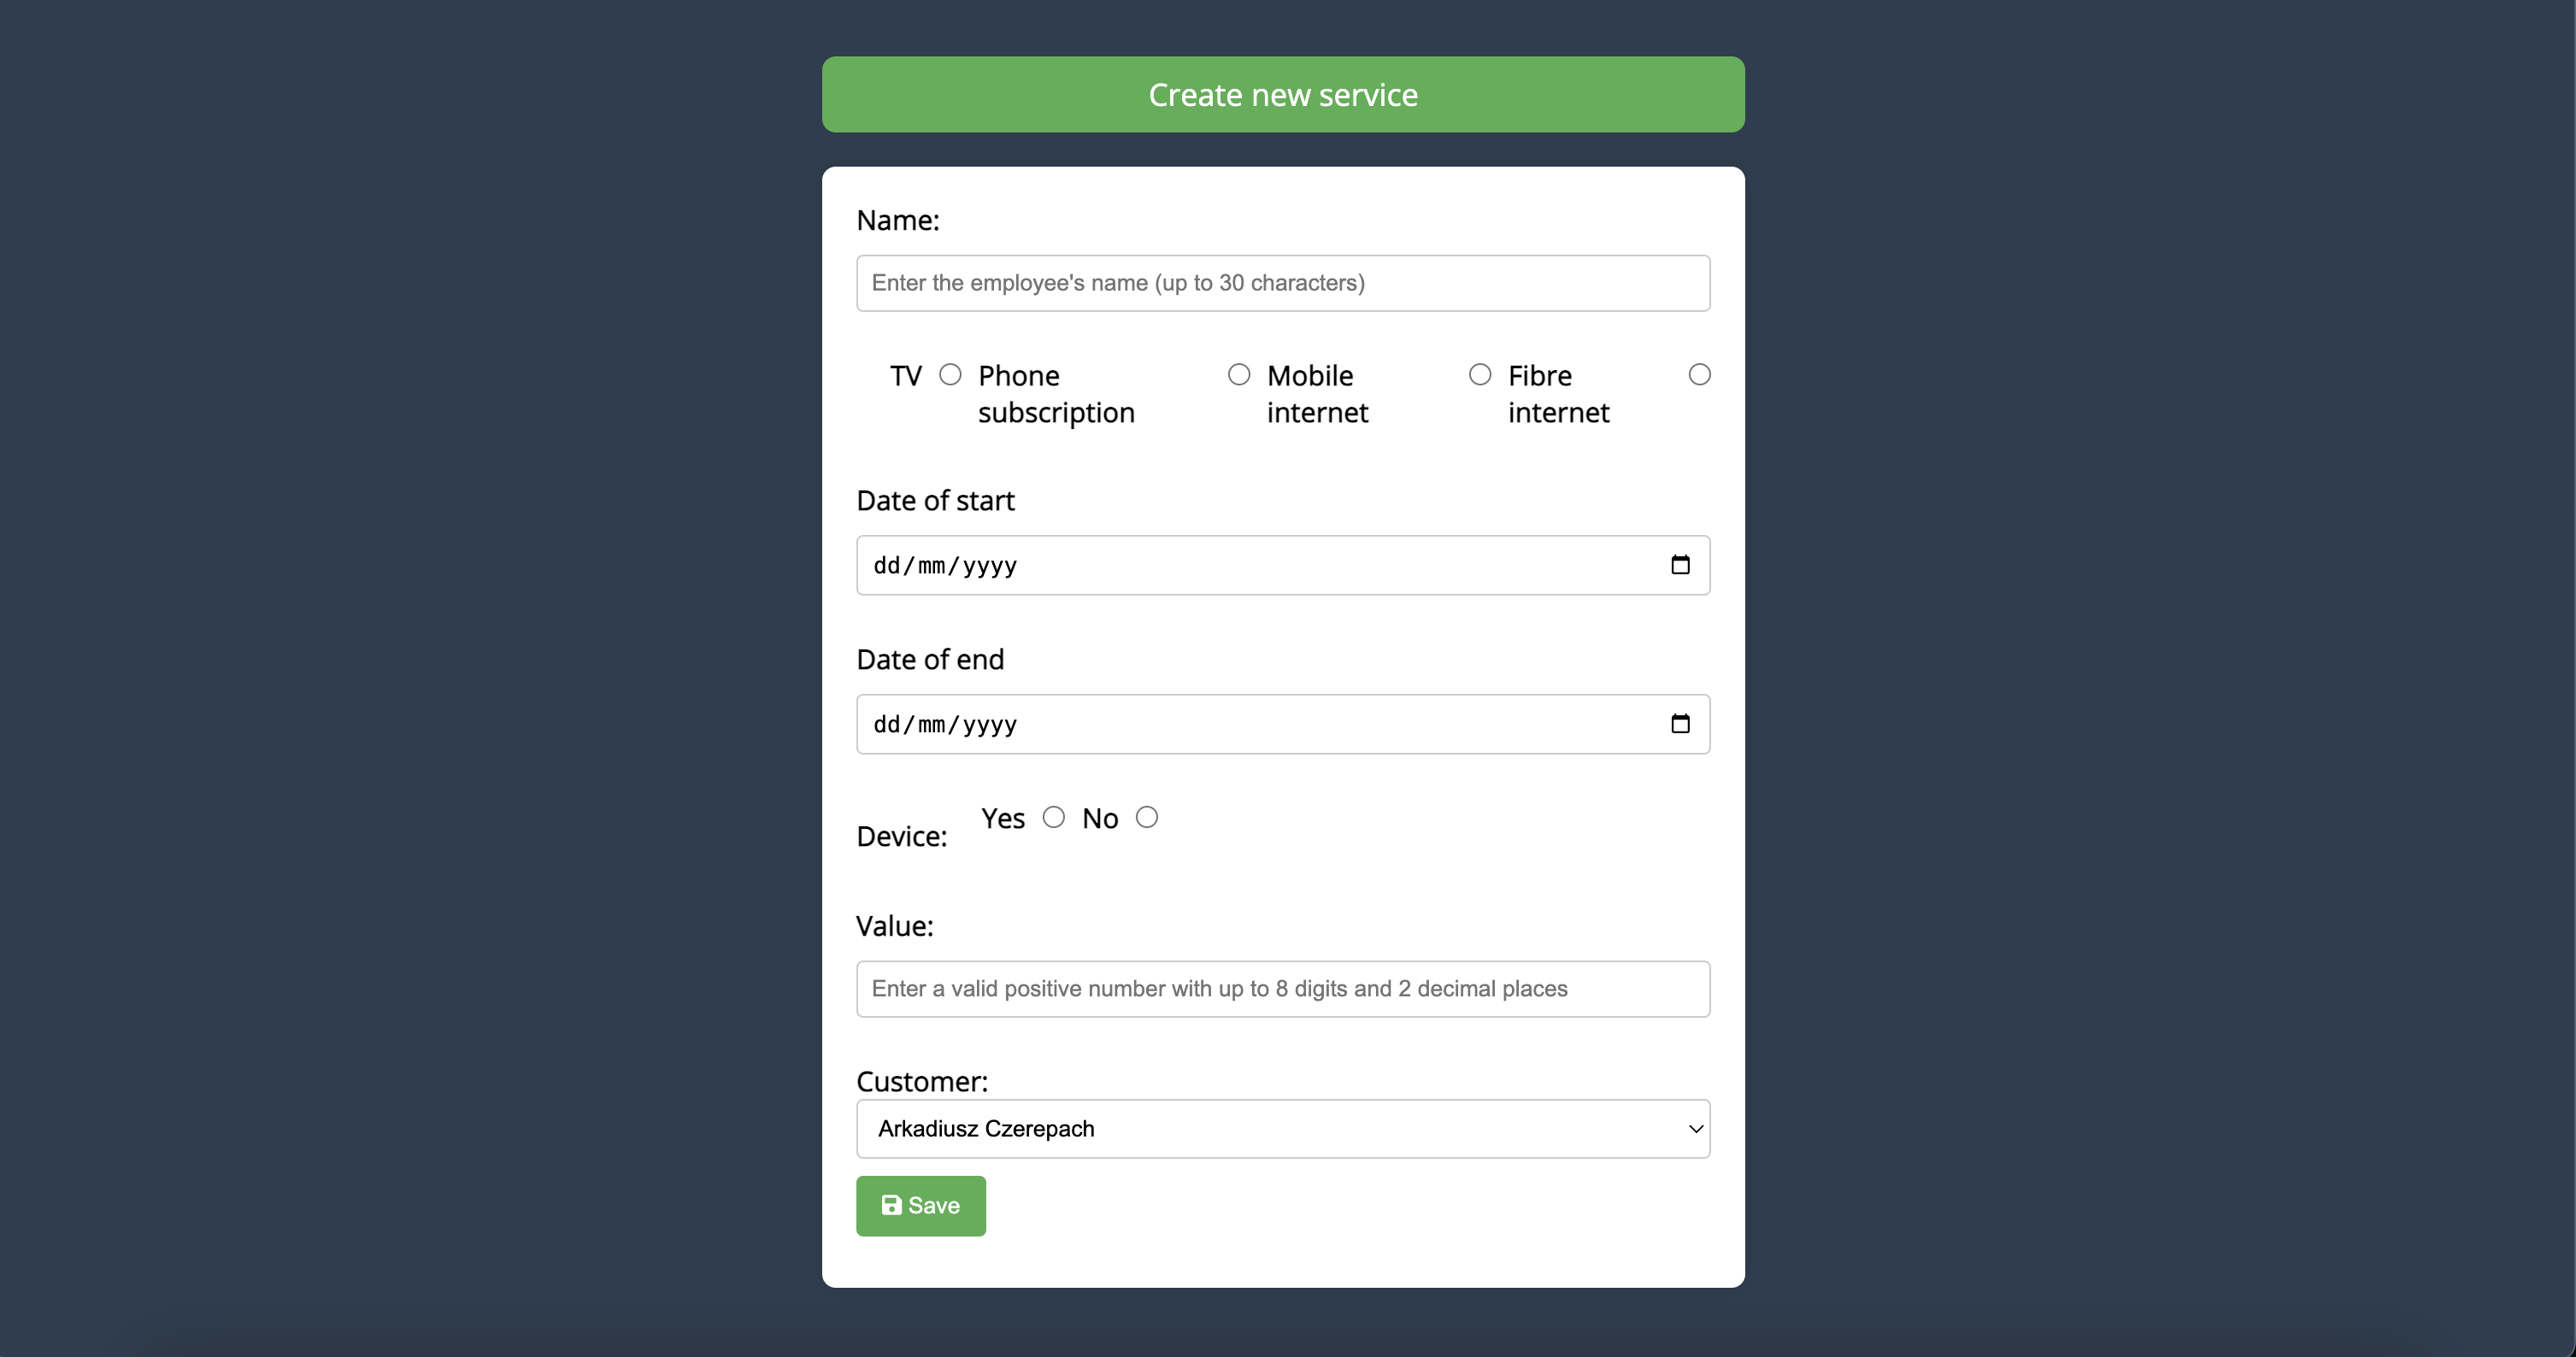 Create new service
Name:
Enter the employee's name (up to 30 characters)
TV Phone subscription Mobile internet Fibre internet
Date of start
dd/mm/yyyy
Date of end
dd/mm/yyyy
Device: Yes No
Value:
Enter a valid positive number with up to 8 digits and 2 decimal places
Customer:
Arkadiusz Czerepach
Save